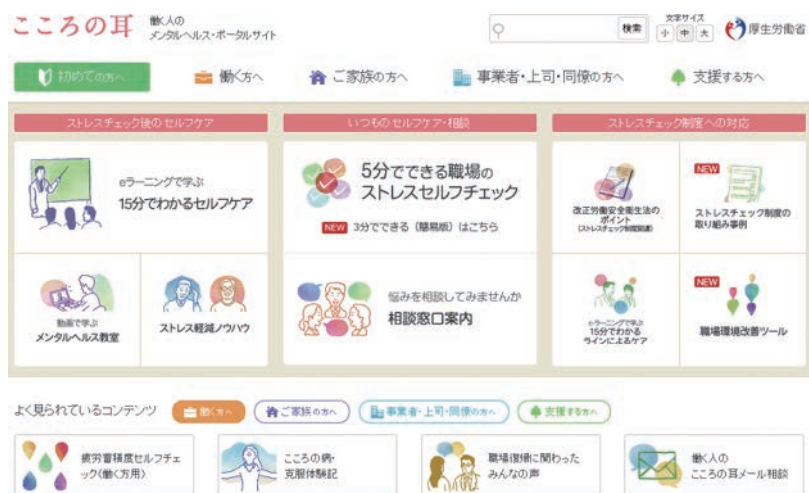 こころの耳
働く人の
メンタルヘルス・ポータルサイト
検索
文字サイズ
小 中 大
厚生労働省
初めての方へ
働く方へ
ご家族の方へ
事業者・上司・同僚の方へ
支援する方へ
ストレスチェック後のセルフケア
いつものセルフケア・相談
ストレスチェック制度への対応
eラーニングで学ぶ
15分でわかるセルフケア
5分でできる職場の
ストレスセルフチェック
NEW 3分でできる（簡易版）はこちら
改正労働安全衛生法の
ポイント
(ストレスチェック制度関連)
NEW
ストレスチェック制度の
取り組み事例
動画で学ぶ
メンタルヘルス教室
ストレス軽減ノウハウ
悩みを相談してみませんか
相談窓口案内
eラーニングで学ぶ
15分でわかる
ラインによるケア
NEW
職場環境改善ツール
よく見られているコンテンツ
働く方へ
ご家族の方へ
事業者・上司・同僚の方へ
支援する方へ
疲労蓄積度セルフチェ
ック(働く方用)
こころの病・
克服体験記
職場復帰に関わった
みんなの声
働く人の
こころの耳メール相談